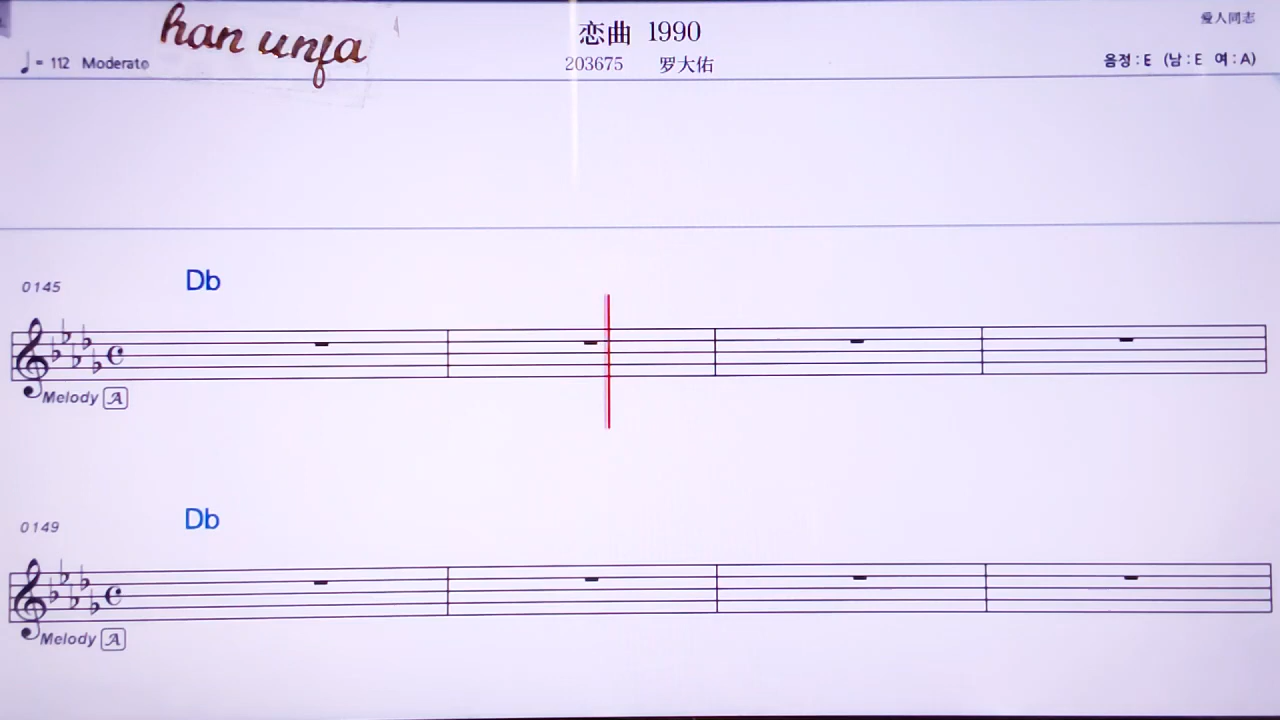 han unfa
恋曲 1990
爱人同志
♩= 112 Moderato
203675 罗大佑
음정 : E (남 : E 여 : A)
0145
Db
Melody A
0149
Db
Melody A